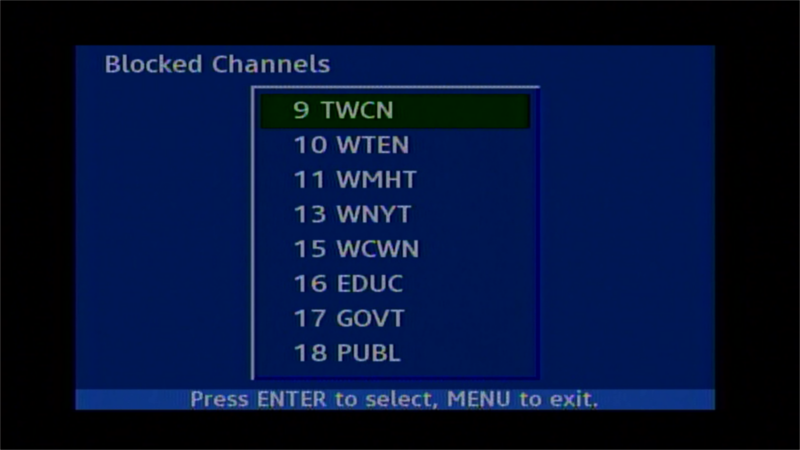 Blocked Channels
9 TWCN
10 WTEN
11 WMHT
13 WNYT
15 WCWN
16 EDUC
17 GOVT
18 PUBL
Press ENTER to select, MENU to exit.